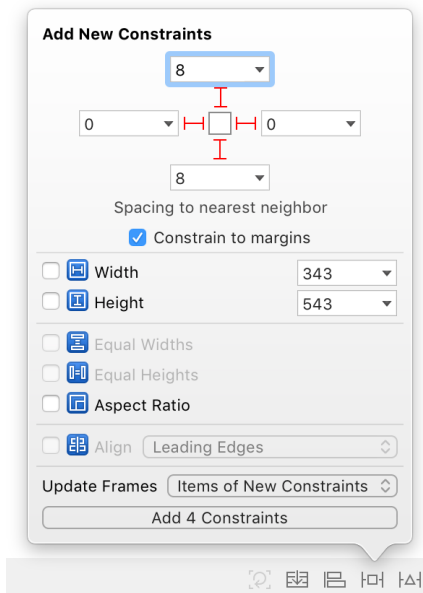 Add New Constraints
8
0 0
8
Spacing to nearest neighbor
Constrain to margins
Width 343
Height 543
Equal Widths
Equal Heights
Aspect Ratio
Align Leading Edges
Update Frames Items of New Constraints
Add 4 Constraints